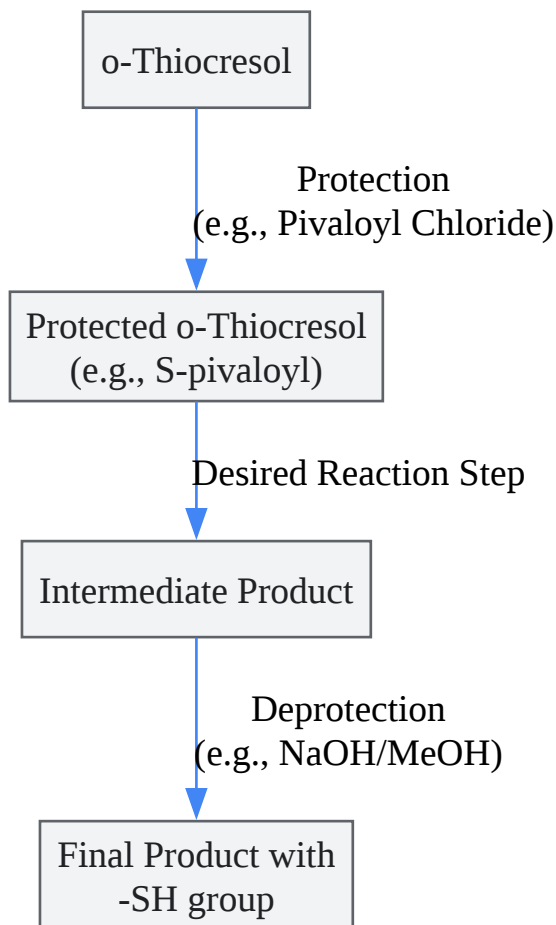 o-Thiocresol
Protection
(e.g., Pivaloyl Chloride)
Protected o-Thiocresol
(e.g., S-pivaloyl)
Desired Reaction Step
Intermediate Product
Deprotection
(e.g., NaOH/MeOH)
Final Product with
-SH group